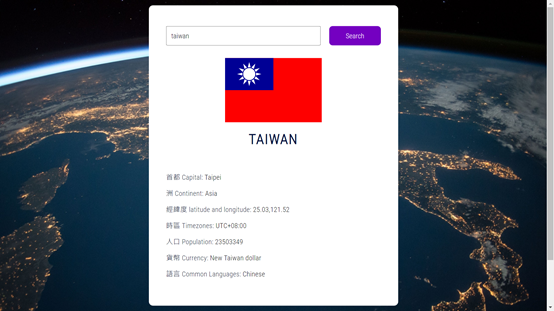 taiwan
Search
TAIWAN
首都 Capital: Taipei
洲 Continent: Asia
經緯度 latitude and longitude: 25.03,121.52
時區 Timezones: UTC+08:00
人口 Population: 23503349
貨幣 Currency: New Taiwan dollar
語言 Common Languages: Chinese